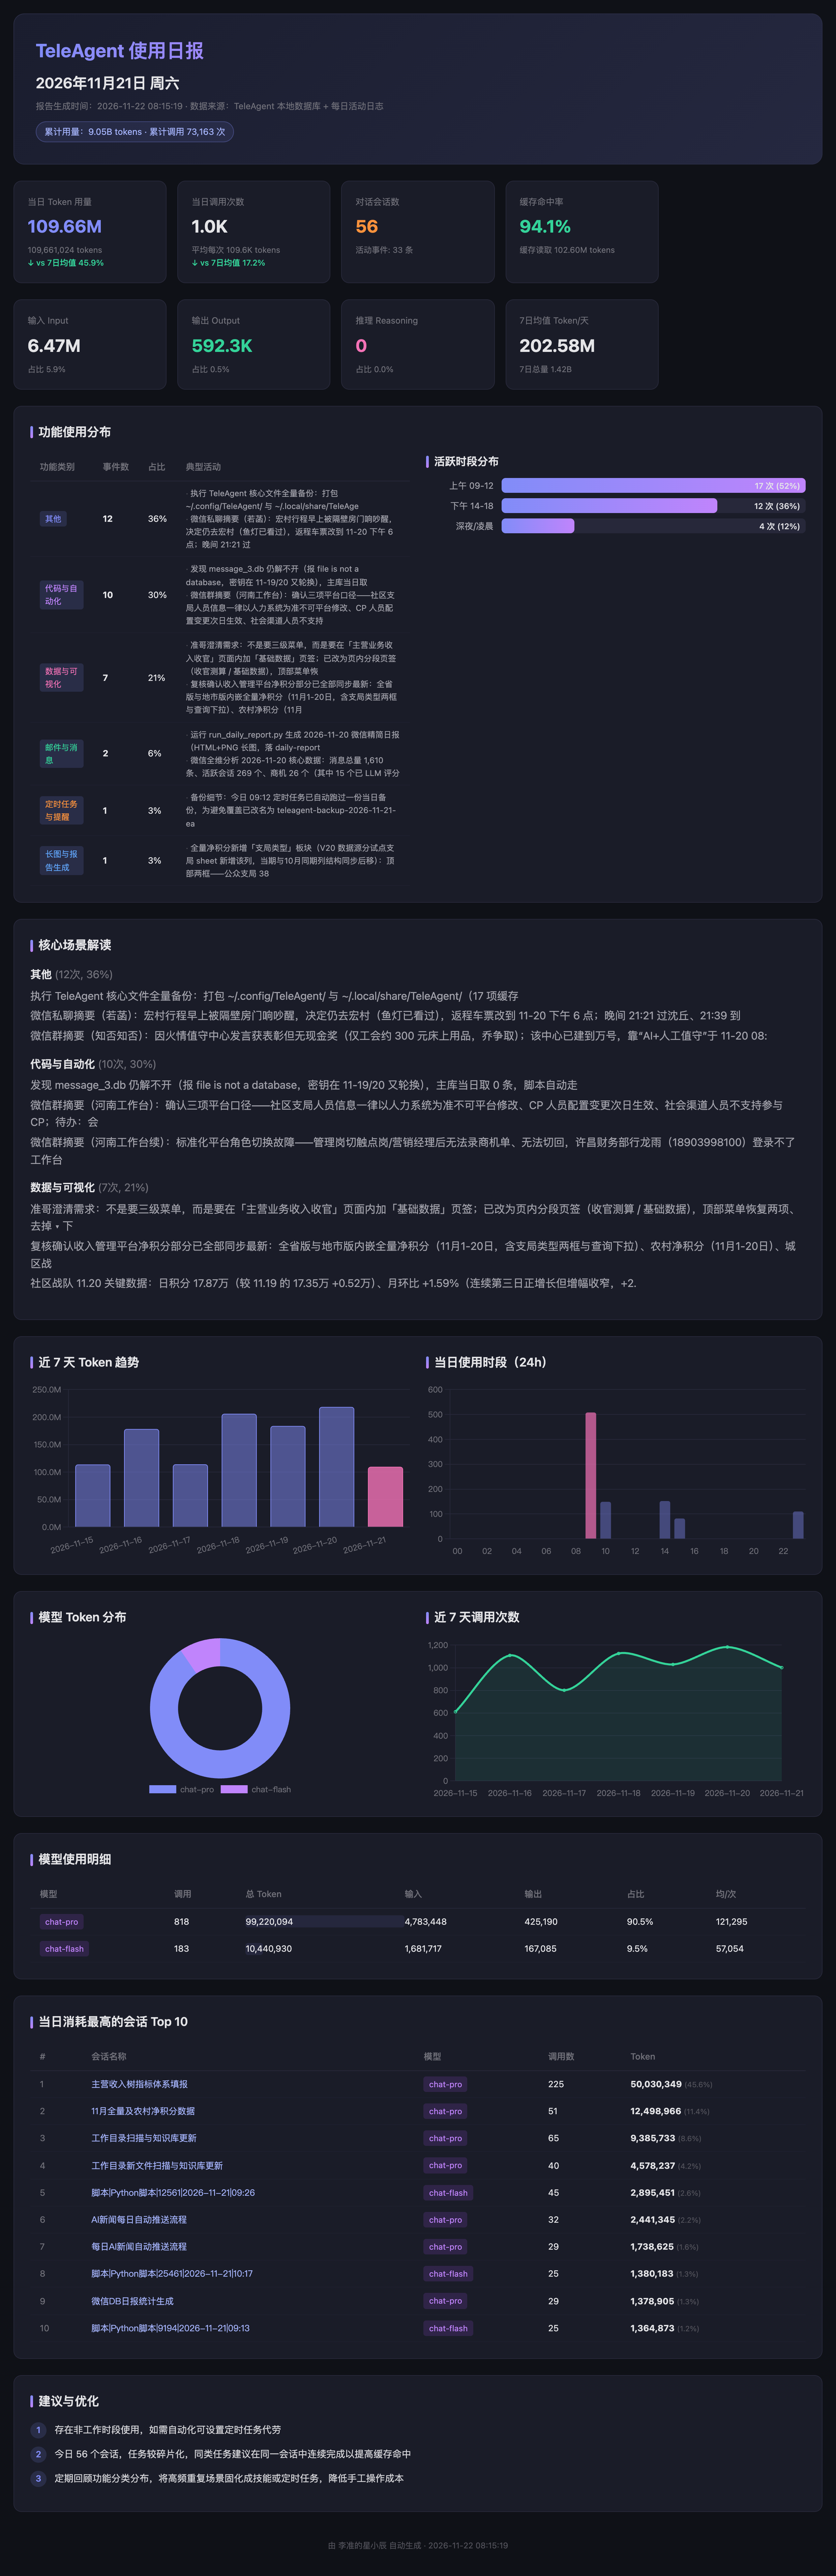 TeleAgent 使用日报
2026年11月21日 周六
报告生成时间：2026-11-22 08:15:19 · 数据来源：TeleAgent 本地数据库 + 每日活动日志
累计用量：9.05B tokens · 累计调用 73,163 次
当日 Token 用量
109.66M
109,661,024 tokens
↓ vs 7日均值 45.9%
当日调用次数
1.0K
平均每次 109.6K tokens
↓ vs 7日均值 17.2%
对话会话数
56
活动事件: 33 条
缓存命中率
94.1%
缓存读取 102.60M tokens
输入 Input
6.47M
占比 5.9%
输出 Output
592.3K
占比 0.5%
推理 Reasoning
0
占比 0.0%
7日均值 Token/天
202.58M
7日总量 1.42B
功能使用分布
功能类别 事件数 占比 典型活动
其他 12 36%
· 执行 TeleAgent 核心文件全量备份：打包
~/.config/TeleAgent/ 与 ~/.local/share/TeleAge
· 微信私聊摘要（若菡）：宏村行程早上被隔壁房门响吵醒，
决定仍去宏村（鱼灯已看过），返程车票改到 11-20 下午 6
点；晚间 21:21 过
代码与自
动化
10 30%
· 发现 message_3.db 仍解不开（报 file is not a
database，密钥在 11-19/20 又轮换），主库当日取
· 微信群摘要（河南工作台）：确认三项平台口径——社区支
局人员信息一律以人力系统为准不可平台修改、CP 人员配
置变更次日生效、社会渠道人员不支持
数据与可
视化
7 21%
· 准哥澄清需求：不是要三级菜单，而是要在「主营业务收
入收官」页面内加「基础数据」页签；已改为页内分段页签
（收官测算 / 基础数据），顶部菜单恢
· 复核确认收入管理平台净积分部分已全部同步最新：全省
版与地市版内嵌全量净积分（11月1-20日，含支局类型两框
与查询下拉）、农村净积分（11月
邮件与消
息
2 6%
· 运行 run_daily_report.py 生成 2026-11-20 微信精简日报
（HTML+PNG 长图，落 daily-report
· 微信全维分析 2026-11-20 核心数据：消息总量 1,610
条、活跃会话 269 个、商机 26 个（其中 15 个已 LLM 评分
定时任务
与提醒
1 3%
· 备份细节：今日 09:12 定时任务已自动跑过一份当日备
份，为避免覆盖已改名为 teleagent-backup-2026-11-21-
ea
长图与报
告生成
1 3%
· 全量净积分新增「支局类型」板块（V20 数据源分试点支
局 sheet 新增该列，当期与10月同期列结构同步后移）：顶
部两框——公众支局 38
活跃时段分布
上午 09-12 17 次 (52%)
下午 14-18 12 次 (36%)
深夜/凌晨 4 次 (12%)
核心场景解读
其他 (12次, 36%)
执行 TeleAgent 核心文件全量备份：打包 ~/.config/TeleAgent/ 与 ~/.local/share/TeleAgent/（17 项缓存
微信私聊摘要（若菡）：宏村行程早上被隔壁房门响吵醒，决定仍去宏村（鱼灯已看过），返程车票改到 11-20 下午 6 点；晚间 21:21 过沈丘、21:39 到
微信群摘要（知否知否）：因火情值守中心发言获表彰但无现金奖（仅工会约 300 元床上用品，乔争取）；该中心已建到万号，靠“AI+人工值守”于 11-20 08:
代码与自动化 (10次, 30%)
发现 message_3.db 仍解不开（报 file is not a database，密钥在 11-19/20 又轮换），主库当日取 0 条，脚本自动走
微信群摘要（河南工作台）：确认三项平台口径——社区支局人员信息一律以人力系统为准不可平台修改、CP 人员配置变更次日生效、社会渠道人员不支持参与
CP；待办：会
微信群摘要（河南工作台续）：标准化平台角色切换故障——管理岗切触点岗/营销经理后无法录商机单、无法切回，许昌财务部行龙雨（18903998100）登录不了
工作台
数据与可视化 (7次, 21%)
准哥澄清需求：不是要三级菜单，而是要在「主营业务收入收官」页面内加「基础数据」页签；已改为页内分段页签（收官测算 / 基础数据），顶部菜单恢复两项、
去掉 ▾ 下
复核确认收入管理平台净积分部分已全部同步最新：全省版与地市版内嵌全量净积分（11月1-20日，含支局类型两框与查询下拉）、农村净积分（11月1-20日）、城
区战
社区战队 11.20 关键数据：日积分 17.87万（较 11.19 的 17.35万 +0.52万）、月环比 +1.59%（连续第三日正增长但增幅收窄，+2.
近 7 天 Token 趋势
250.0M
200.0M
150.0M
100.0M
50.0M
0.0M
2026-11-15 2026-11-16 2026-11-17 2026-11-18 2026-11-19 2026-11-20 2026-11-21
当日使用时段（24h）
600
500
400
300
200
100
0
00 02 04 06 08 10 12 14 16 18 20 22
模型 Token 分布
chat-pro chat-flash
近 7 天调用次数
1,200
1,000
800
600
400
200
0
2026-11-15 2026-11-16 2026-11-17 2026-11-18 2026-11-19 2026-11-20 2026-11-21
模型使用明细
模型 调用 总 Token 输入 输出 占比 均/次
chat-pro 818 99,220,094 4,783,448 425,190 90.5% 121,295
chat-flash 183 10,440,930 1,681,717 167,085 9.5% 57,054
当日消耗最高的会话 Top 10
# 会话名称 模型 调用数 Token
1 主营收入树指标体系填报 chat-pro 225 50,030,349 (45.6%)
2 11月全量及农村净积分数据 chat-pro 51 12,498,966 (11.4%)
3 工作目录扫描与知识库更新 chat-pro 65 9,385,733 (8.6%)
4 工作目录新文件扫描与知识库更新 chat-pro 40 4,578,237 (4.2%)
5 脚本|Python脚本|12561|2026-11-21|09:26 chat-flash 45 2,895,451 (2.6%)
6 AI新闻每日自动推送流程 chat-pro 32 2,441,345 (2.2%)
7 每日AI新闻自动推送流程 chat-pro 29 1,738,625 (1.6%)
8 脚本|Python脚本|25461|2026-11-21|10:17 chat-flash 25 1,380,183 (1.3%)
9 微信DB日报统计生成 chat-pro 29 1,378,905 (1.3%)
10 脚本|Python脚本|9194|2026-11-21|09:13 chat-flash 25 1,364,873 (1.2%)
建议与优化
1 存在非工作时段使用，如需自动化可设置定时任务代劳
2 今日 56 个会话，任务较碎片化，同类任务建议在同一会话中连续完成以提高缓存命中
3 定期回顾功能分类分布，将高频重复场景固化成技能或定时任务，降低手工操作成本
由 李准的星小辰 自动生成 · 2026-11-22 08:15:19